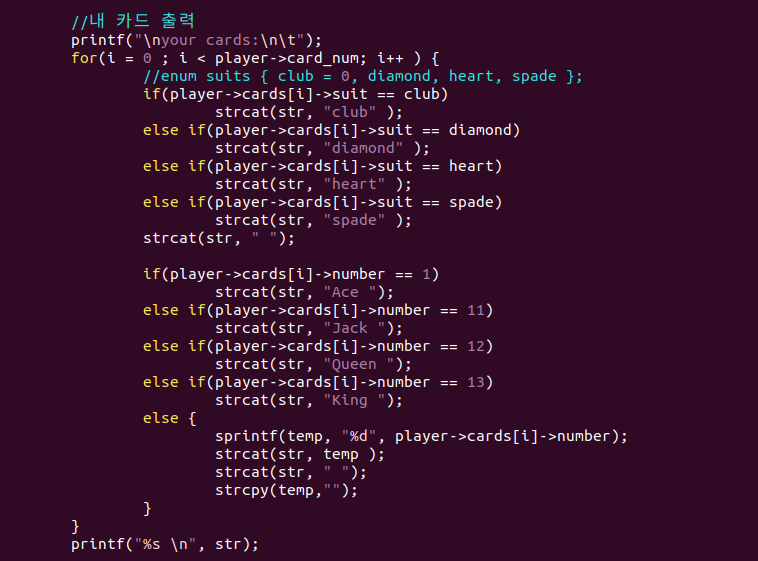 //내 카드 출력
printf("\nyour cards:\n\t");
for(i = 0 ; i < player->card_num; i++ ) {
//enum suits { club = 0, diamond, heart, spade };
if(player->cards[i]->suit == club)
strcat(str, "club" );
else if(player->cards[i]->suit == diamond)
strcat(str, "diamond" );
else if(player->cards[i]->suit == heart)
strcat(str, "heart" );
else if(player->cards[i]->suit == spade)
strcat(str, "spade" );
strcat(str, " ");
if(player->cards[i]->number == 1)
strcat(str, "Ace ");
else if(player->cards[i]->number == 11)
strcat(str, "Jack ");
else if(player->cards[i]->number == 12)
strcat(str, "Queen ");
else if(player->cards[i]->number == 13)
strcat(str, "King ");
else {
sprintf(temp, "%d", player->cards[i]->number);
strcat(str, temp );
strcat(str, " ");
strcpy(temp,"");
}
}
printf("%s \n", str);